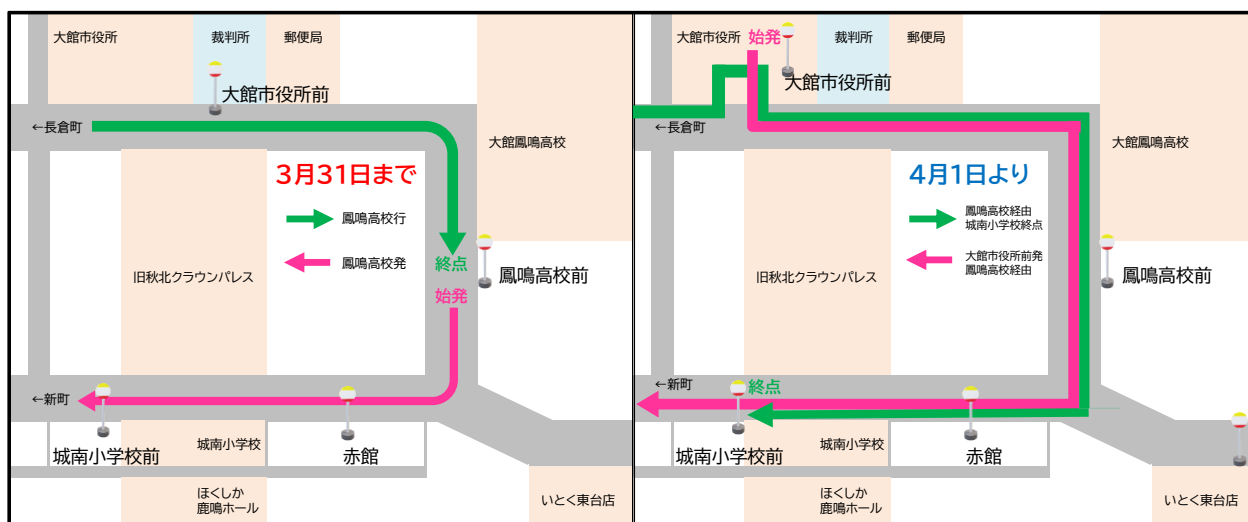 大館市役所
裁判所
郵便局
大館市役所前
←長倉町
大館鳳鳴高校
3月31日まで
鳳鳴高校行
鳳鳴高校発
旧秋北クラウンパレス
終点
始発
鳳鳴高校前
←新町
城南小学校前
城南小学校
赤館
ほくしか
鹿鳴ホール
いとく東台店
大館市役所
始発
裁判所
郵便局
大館市役所前
←長倉町
大館鳳鳴高校
4月1日より
鳳鳴高校経由
城南小学校終点
大館市役所前発
鳳鳴高校経由
旧秋北クラウンパレス
鳳鳴高校前
←新町
終点
城南小学校前
城南小学校
赤館
ほくしか
鹿鳴ホール
いとく東台店